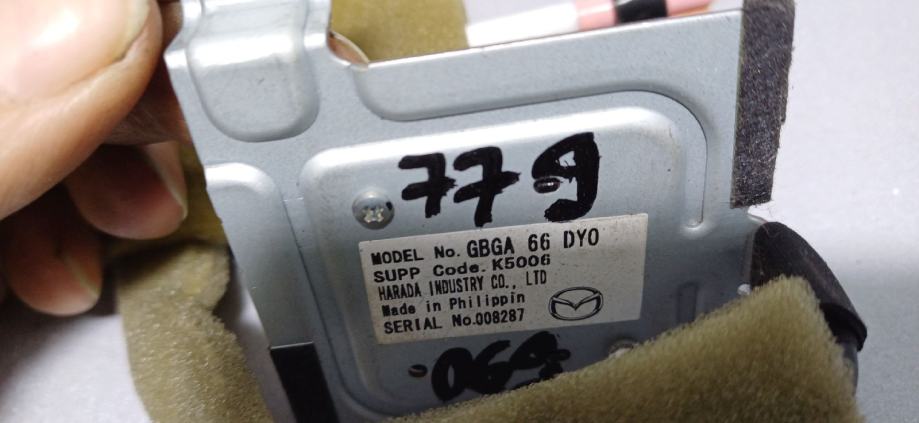 779
MODEL No. GBGA 66 DYO
SUPP Code. K5006
HARADA INDUSTRY CO., LTD
Made in Philippin
SERIAL No.008287